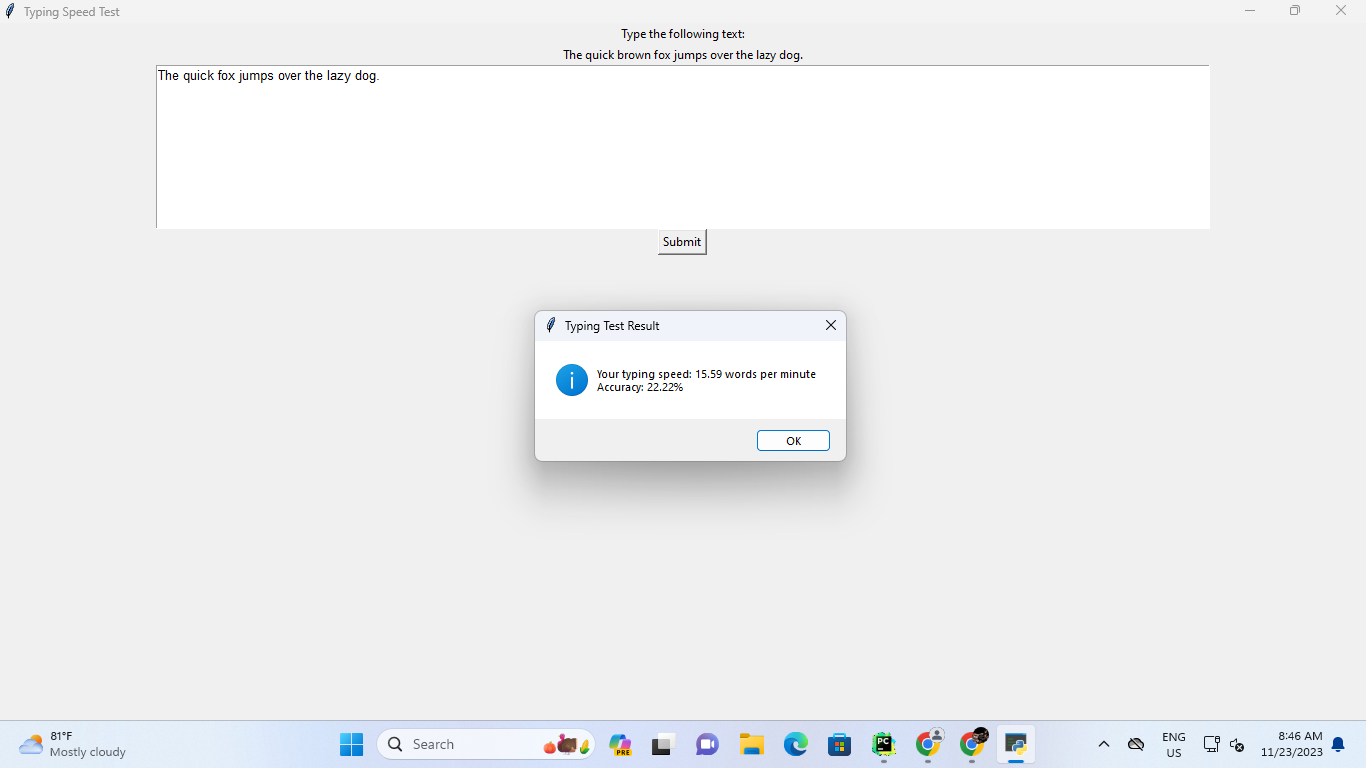 Typing Speed Test
Type the following text:
The quick brown fox jumps over the lazy dog.
The quick fox jumps over the lazy dog.
Submit
Typing Test Result
Your typing speed: 15.59 words per minute
Accuracy: 22.22%
OK
81°F
Mostly cloudy
Search
PRE
PC
ENG
US
8:46 AM
11/23/2023